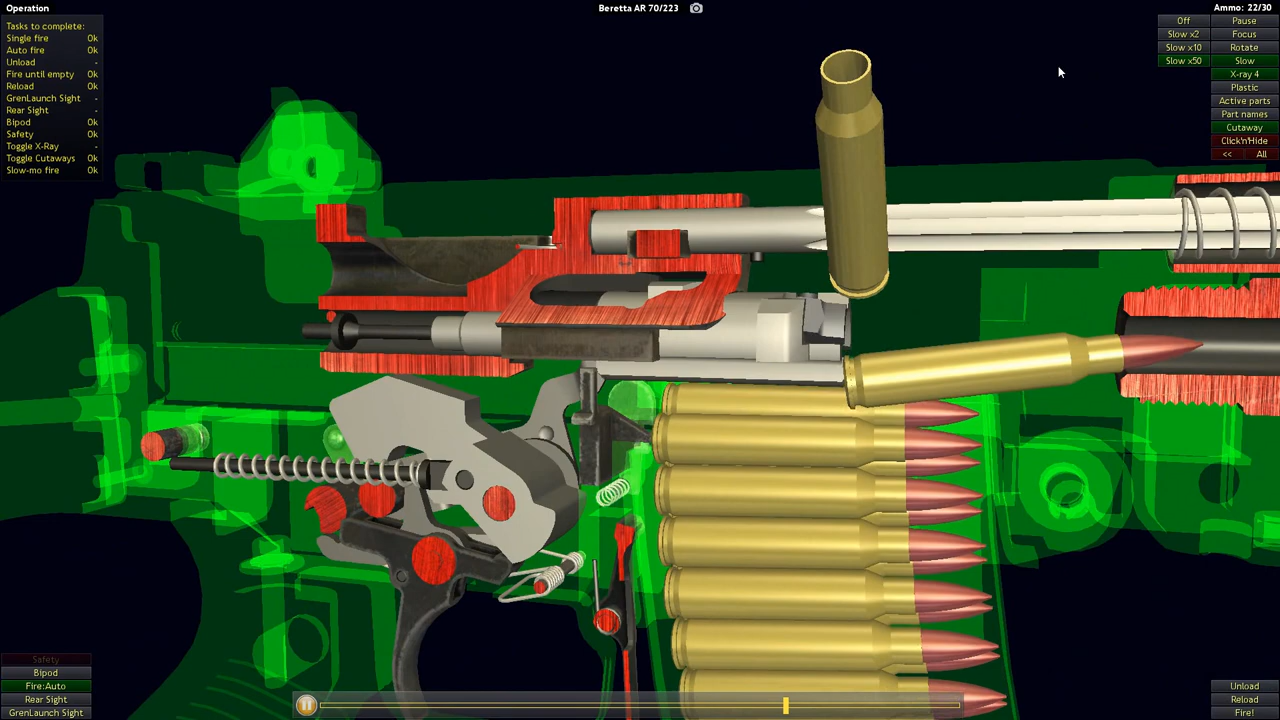 Operation
Beretta AR 70/223
Ammo: 22/30
Tasks to complete:
Single fire Ok
Auto fire Ok
Unload -
Fire until empty Ok
Reload Ok
GrenLaunch Sight -
Rear Sight -
Bipod Ok
Safety Ok
Toggle X-Ray -
Toggle Cutaways Ok
Slow-mo fire Ok
Off Pause
Slow x2 Focus
Slow x10 Rotate
Slow x50 Slow
X-ray 4
Plastic
Active parts
Part names
Cutaway
Click'n'Hide
<< All
Safety
Bipod
Fire:Auto
Rear Sight
GrenLaunch Sight
Unload
Reload
Fire!